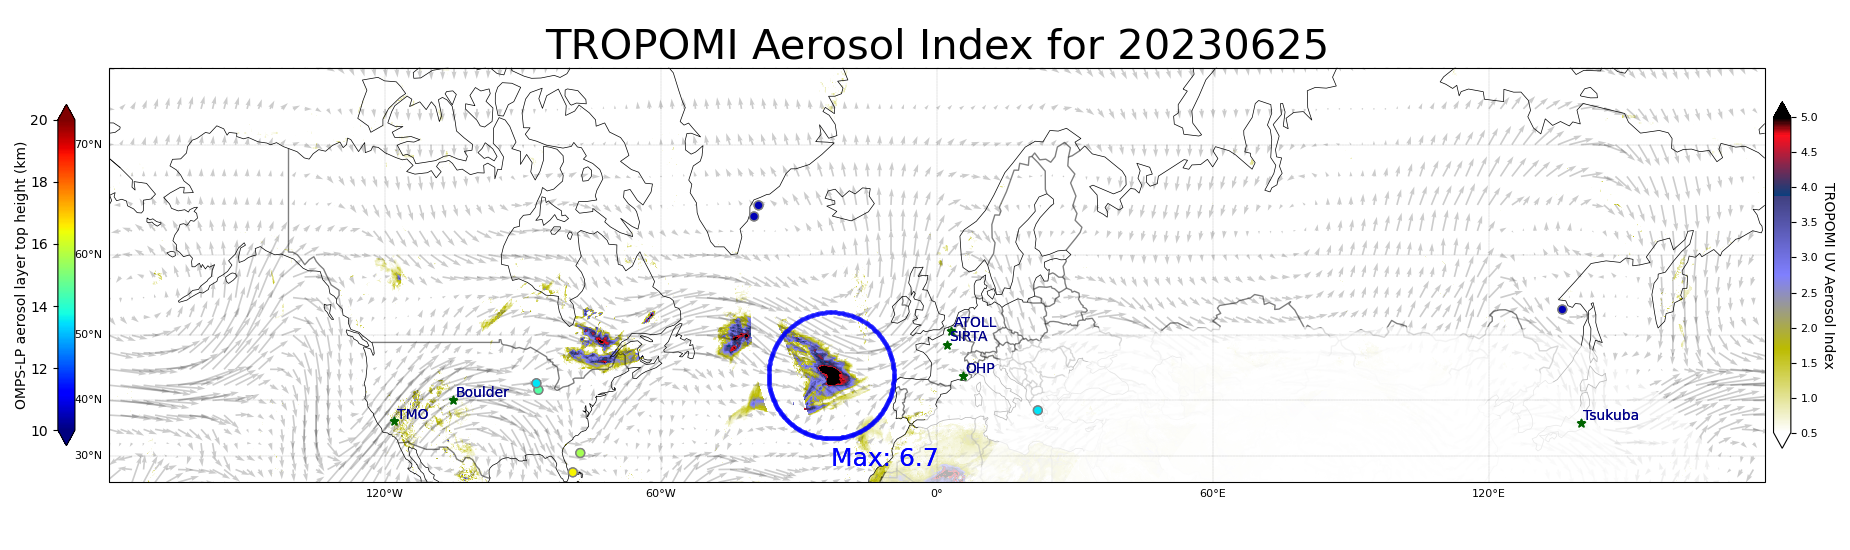 TROPOMI Aerosol Index for 20230625
OMPS-LP aerosol layer top height (km)
20
18
16
14
12
10
70°N
60°N
50°N
40°N
30°N
120°W
60°W
0°
60°E
120°E
ATOLL
SIRTA
OHP
Boulder
TMO
Tsukuba
Max: 6.7
5.0
4.5
4.0
3.5
3.0
2.5
2.0
1.5
1.0
0.5
TROPOMI UV Aerosol Index